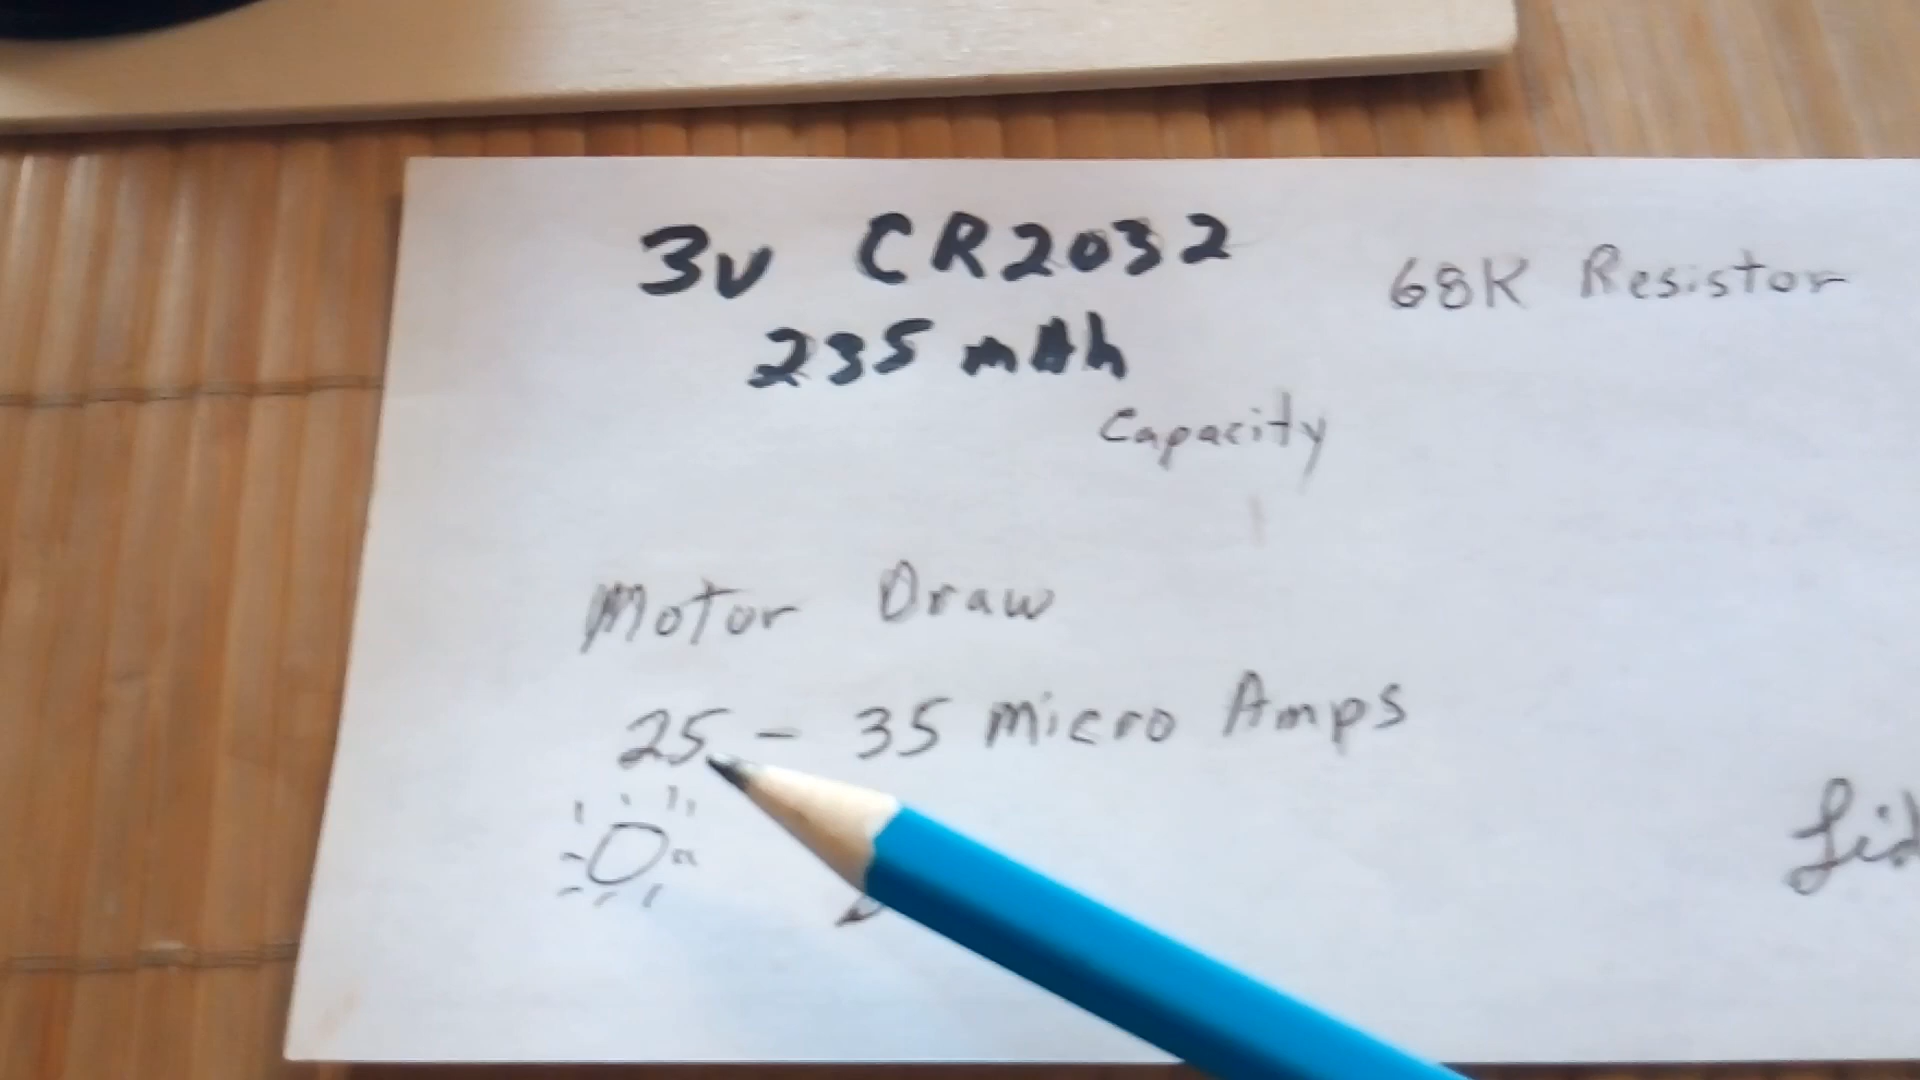 3v CR2032
235 mAh
Capacity
68K Resistor
Motor Draw
25 - 35 micro Amps